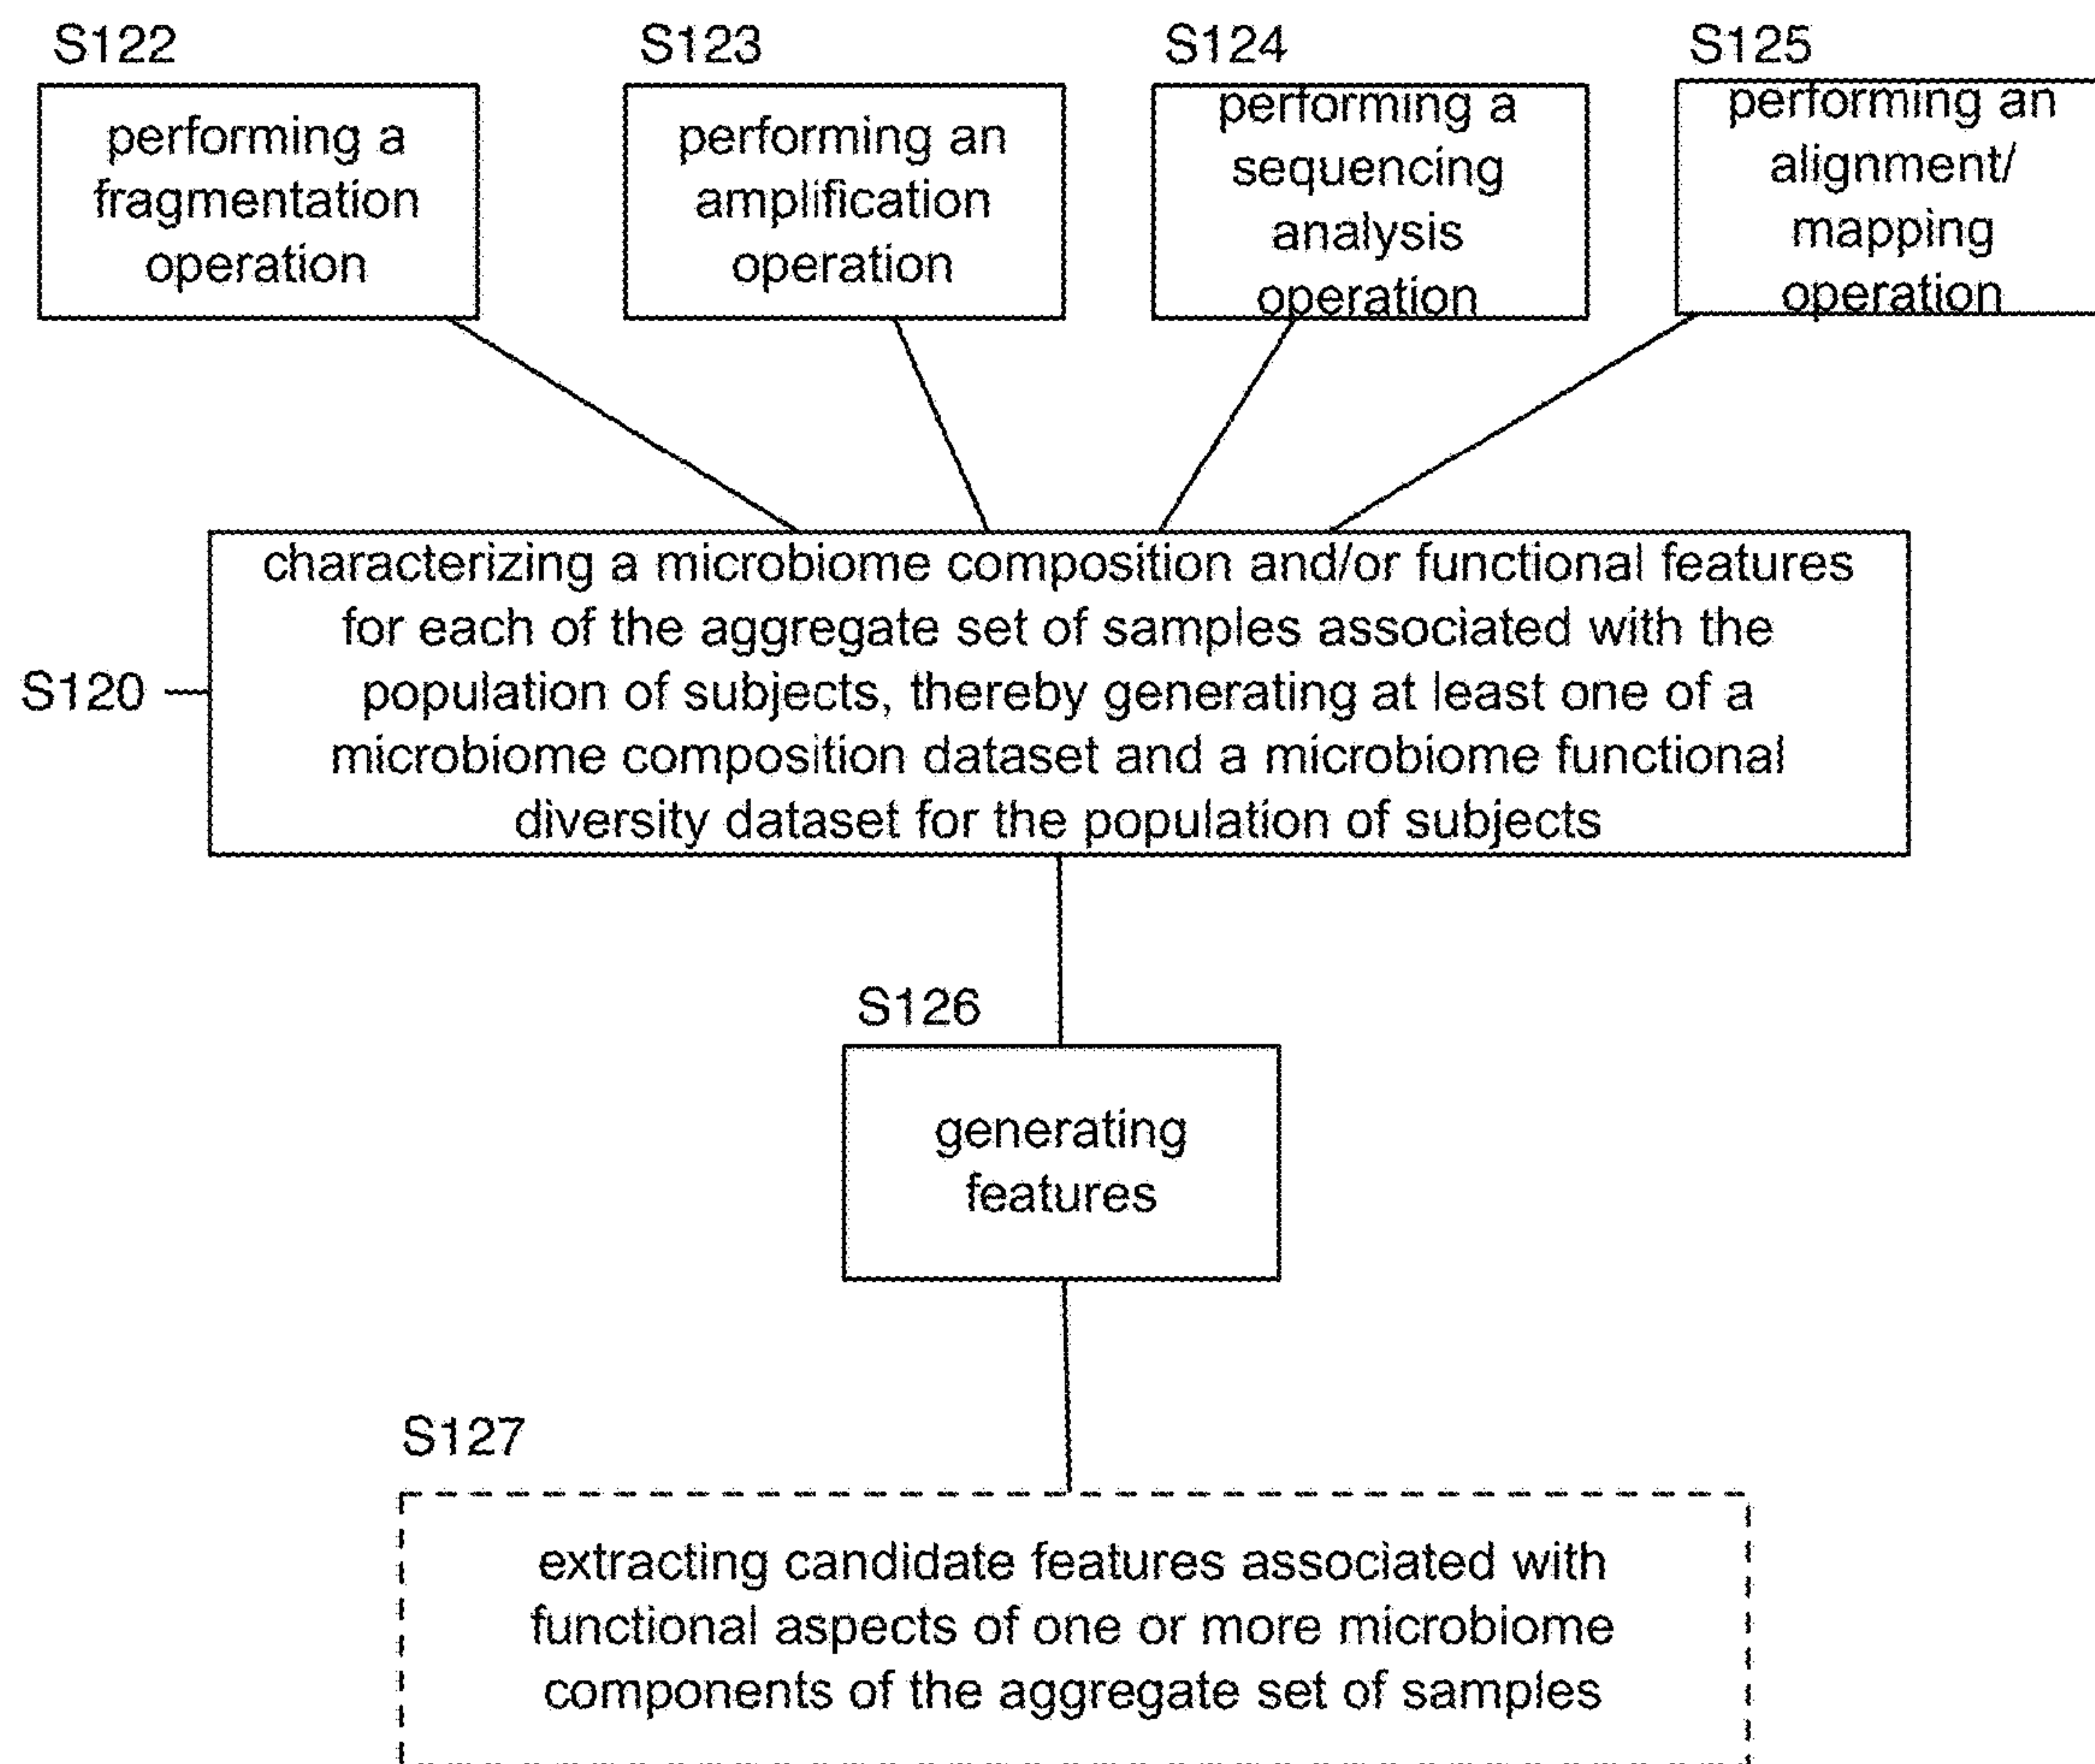 S122
performing a
fragmentation
operation
S123
performing an
amplification
operation
S124
performing a
sequencing
analysis
operation
S125
performing an
alignment/
mapping
operation
S120
characterizing a microbiome composition and/or functional features
for each of the aggregate set of samples associated with the
population of subjects, thereby generating at least one of a
microbiome composition dataset and a microbiome functional
diversity dataset for the population of subjects
S126
generating
features
S127
extracting candidate features associated with
functional aspects of one or more microbiome
components of the aggregate set of samples